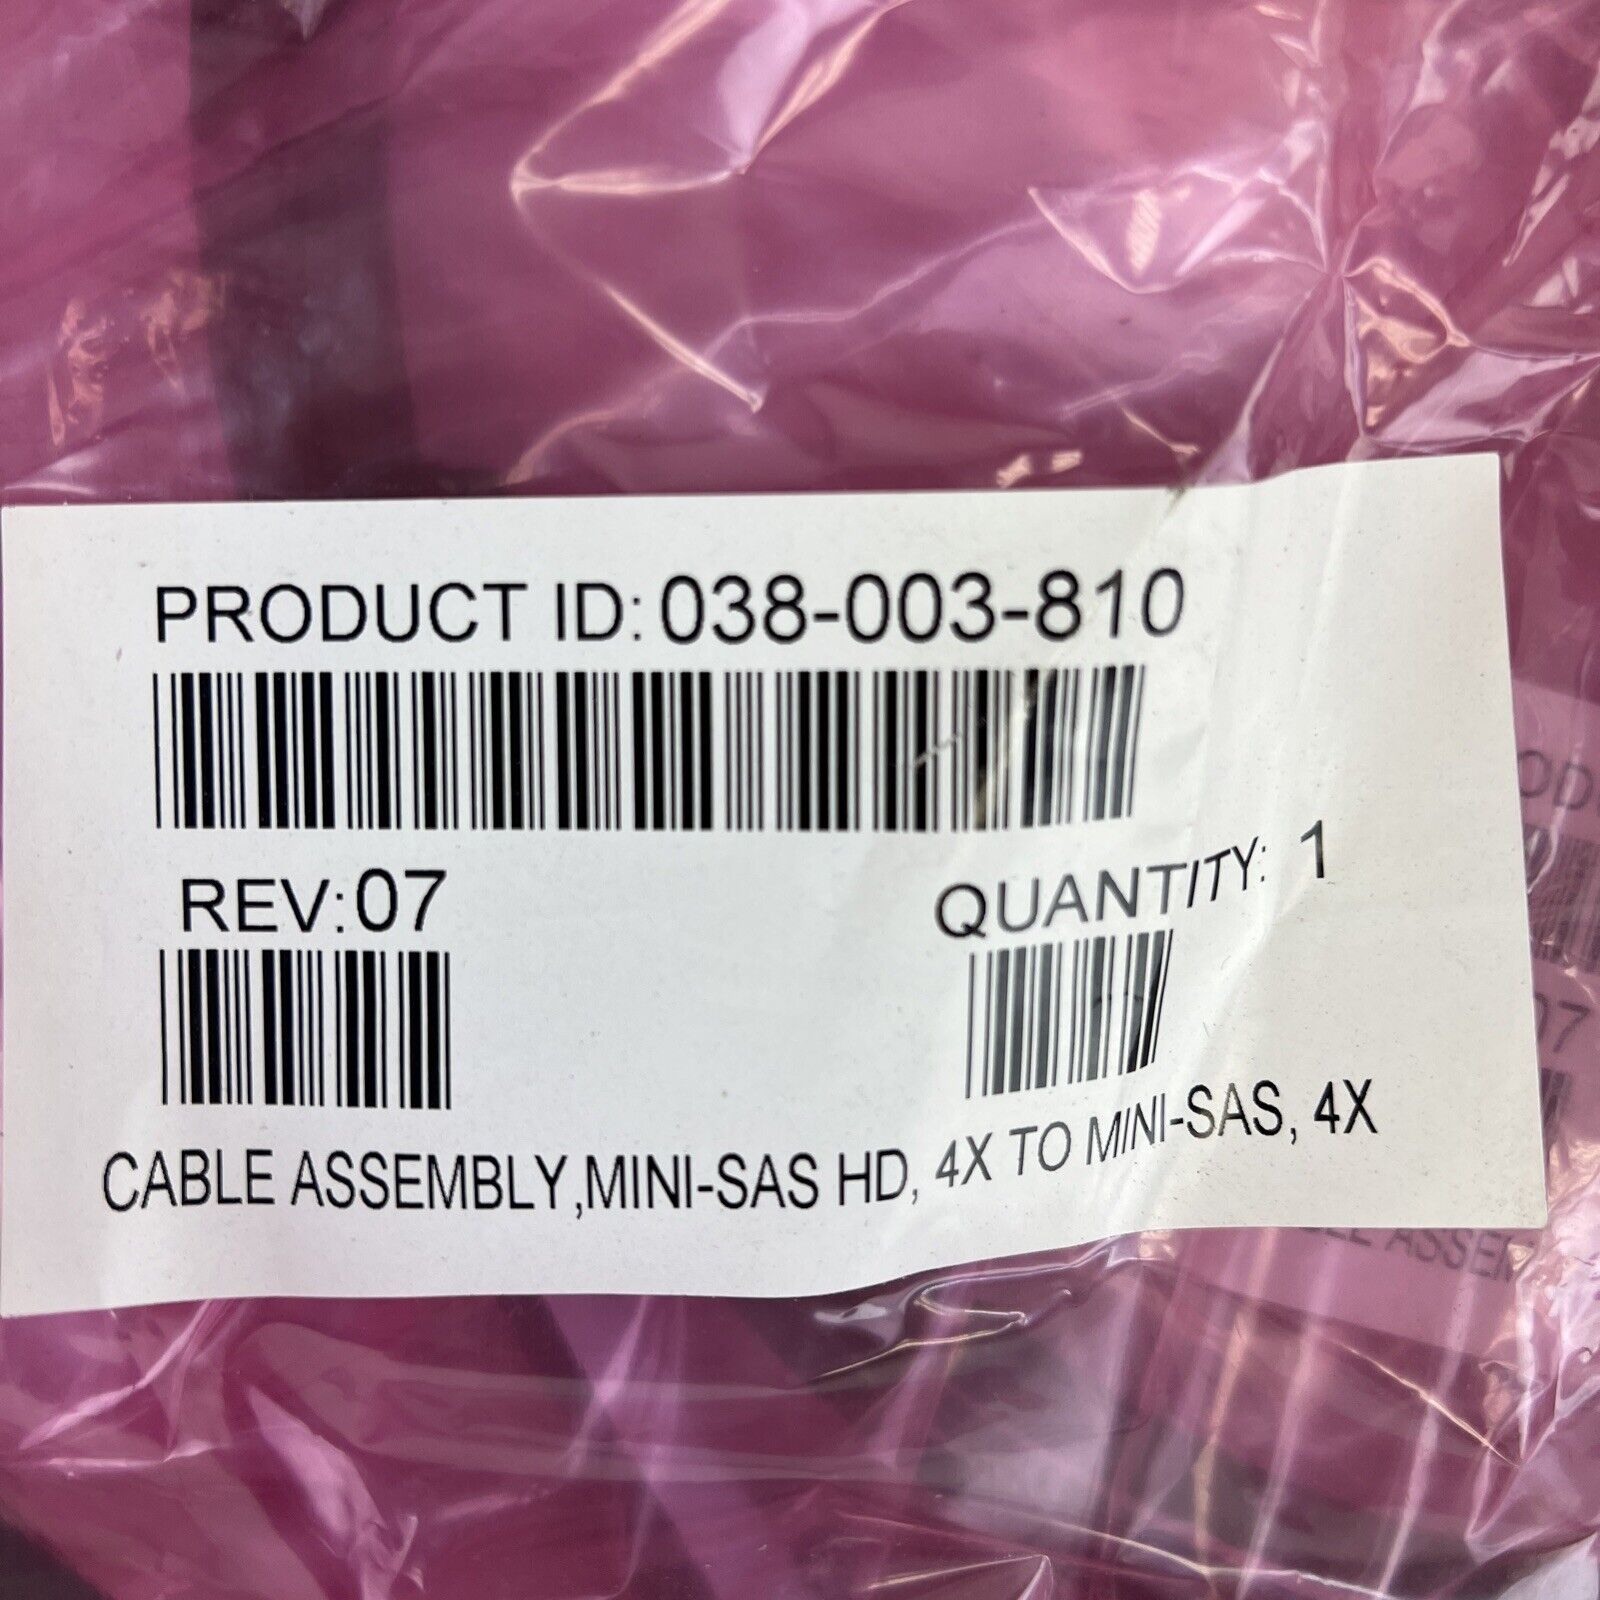 PRODUCT ID: 038-003-810
REV: 07
QUANTITY: 1
CABLE ASSEMBLY,MINI-SAS HD, 4X TO MINI-SAS, 4X
07